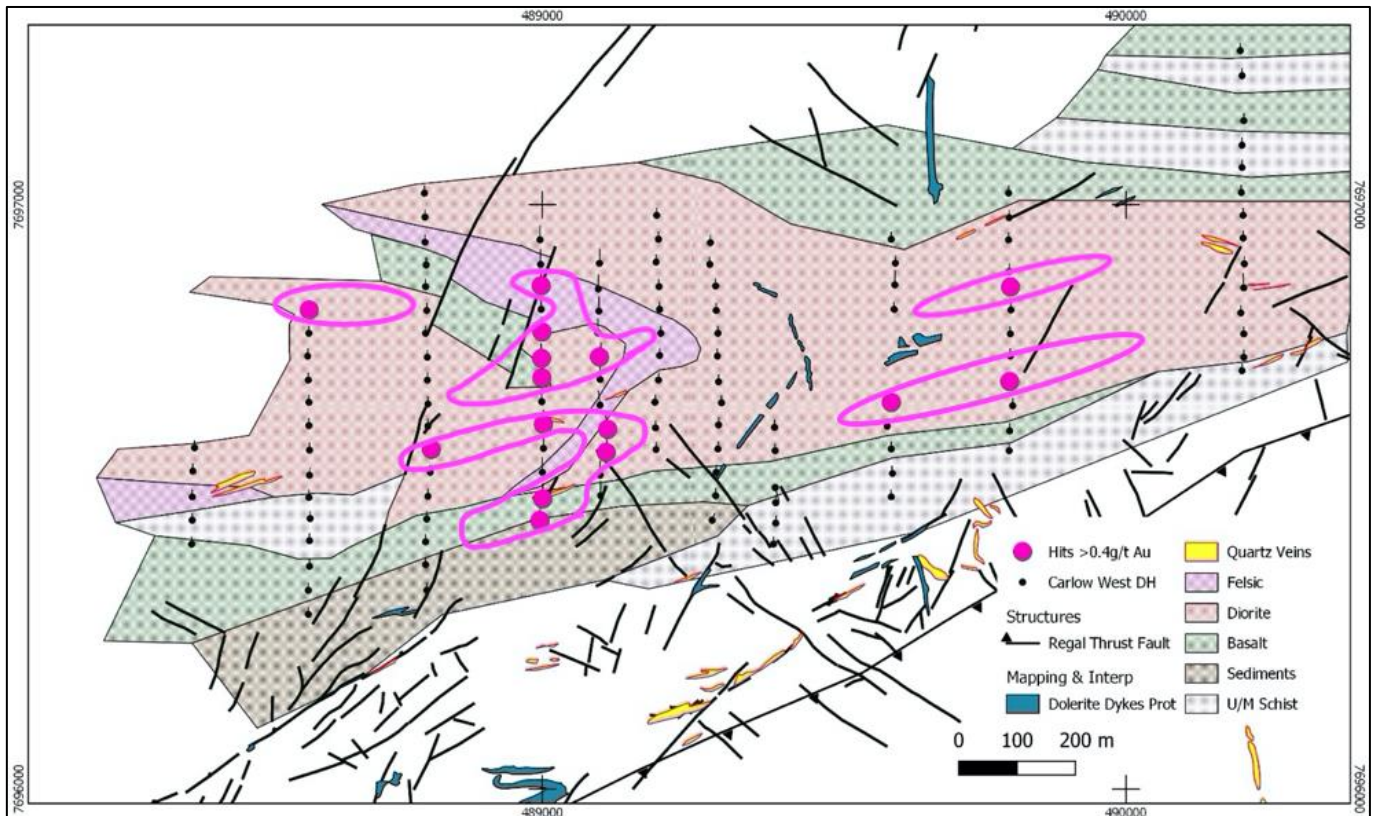 489000
490000
7697000
7697000
Hits >0.4g/t Au
Carlow West DH
Structures
Regal Thrust Fault
Mapping & Interp
Dolerite Dykes Prot
Quartz Veins
Felsic
Diorite
Basalt
Sediments
U/M Schist
0 100 200 m
7696000
7696000
489000
490000